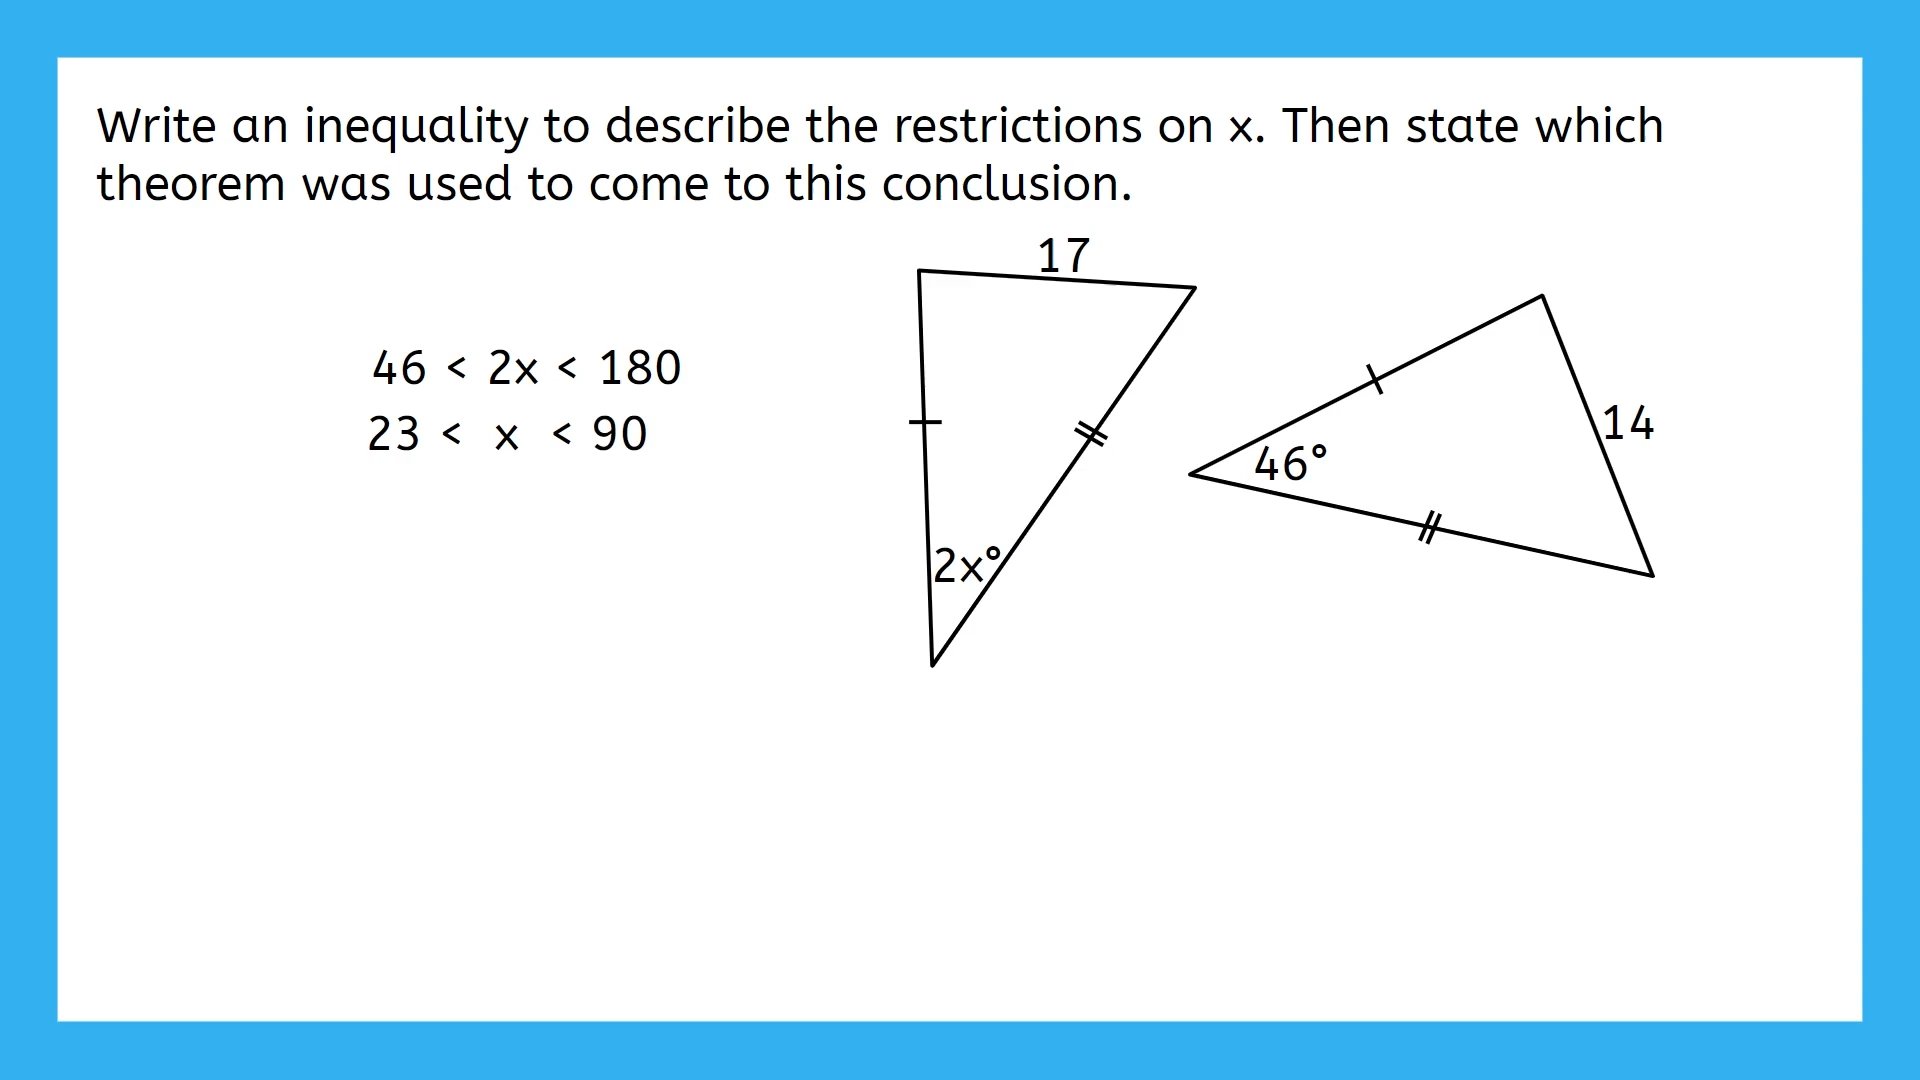 Write an inequality to describe the restrictions on x. Then state which
theorem was used to come to this conclusion.
17
46 < 2x < 180
23 < x < 90
14
46°
2x°